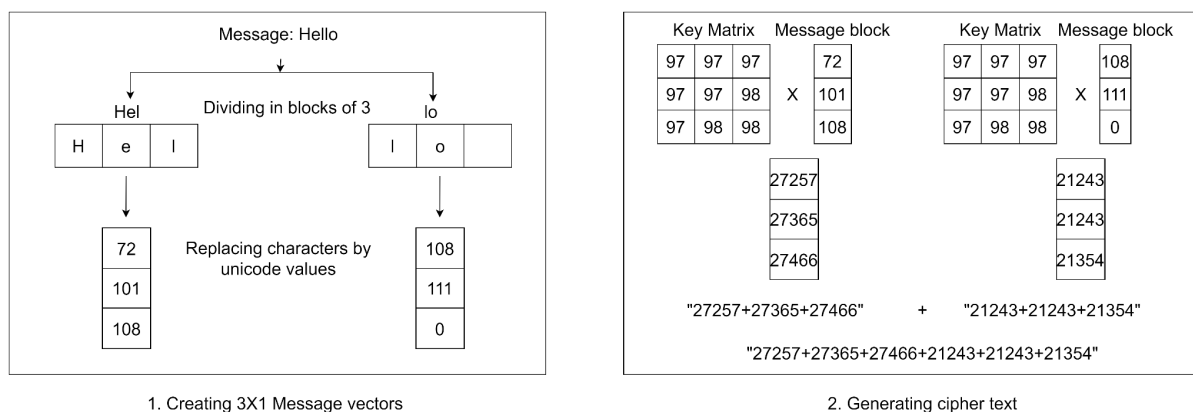 Message: Hello
Dividing in blocks of 3
Hel
lo
H e l
l o
72
101
108
Replacing characters by
unicode values
108
111
0
1. Creating 3X1 Message vectors
Key Matrix Message block
97 97 97
97 97 98
97 98 98
X
72
101
108
27257
27365
27466
Key Matrix Message block
97 97 97
97 97 98
97 98 98
X
108
111
0
21243
21243
21354
"27257+27365+27466" + "21243+21243+21354"
"27257+27365+27466+21243+21243+21354"
2. Generating cipher text